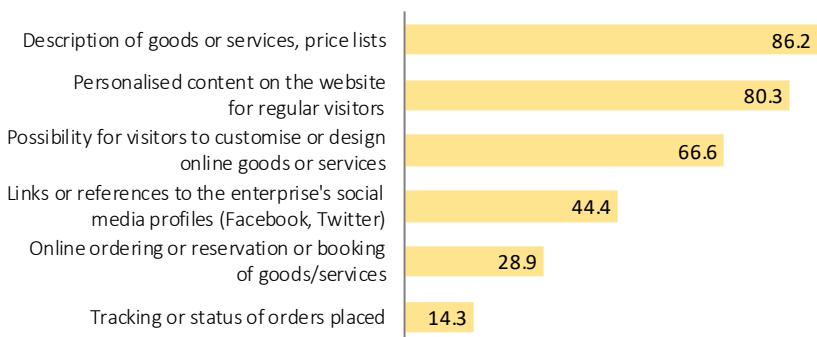 Description of goods or services, price lists
86.2
Personalised content on the website
for regular visitors
80.3
Possibility for visitors to customise or design
online goods or services
66.6
Links or references to the enterprise's social
media profiles (Facebook, Twitter)
44.4
Online ordering or reservation or booking
of goods/services
28.9
Tracking or status of orders placed
14.3